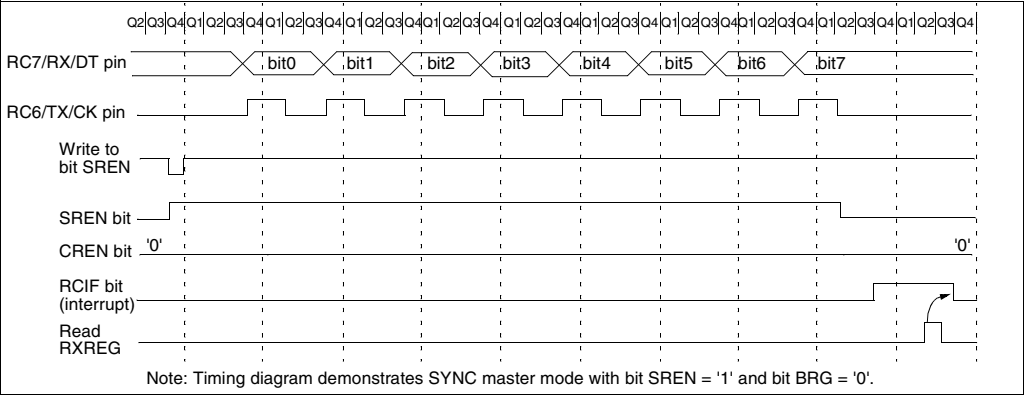 Q2 Q3 Q4 Q1 Q2 Q3 Q4 Q1 Q2 Q3 Q4 Q1 Q2 Q3 Q4 Q1 Q2 Q3 Q4 Q1 Q2 Q3 Q4 Q1 Q2 Q3 Q4 Q1 Q2 Q3 Q4 Q1 Q2 Q3 Q4 Q1 Q2 Q3 Q4 Q1 Q2 Q3 Q4
RC7/RX/DT pin bit0 bit1 bit2 bit3 bit4 bit5 bit6 bit7
RC6/TX/CK pin
Write to
bit SREN
SREN bit
CREN bit '0' '0'
RCIF bit
(interrupt)
Read
RXREG
Note: Timing diagram demonstrates SYNC master mode with bit SREN = '1' and bit BRG = '0'.